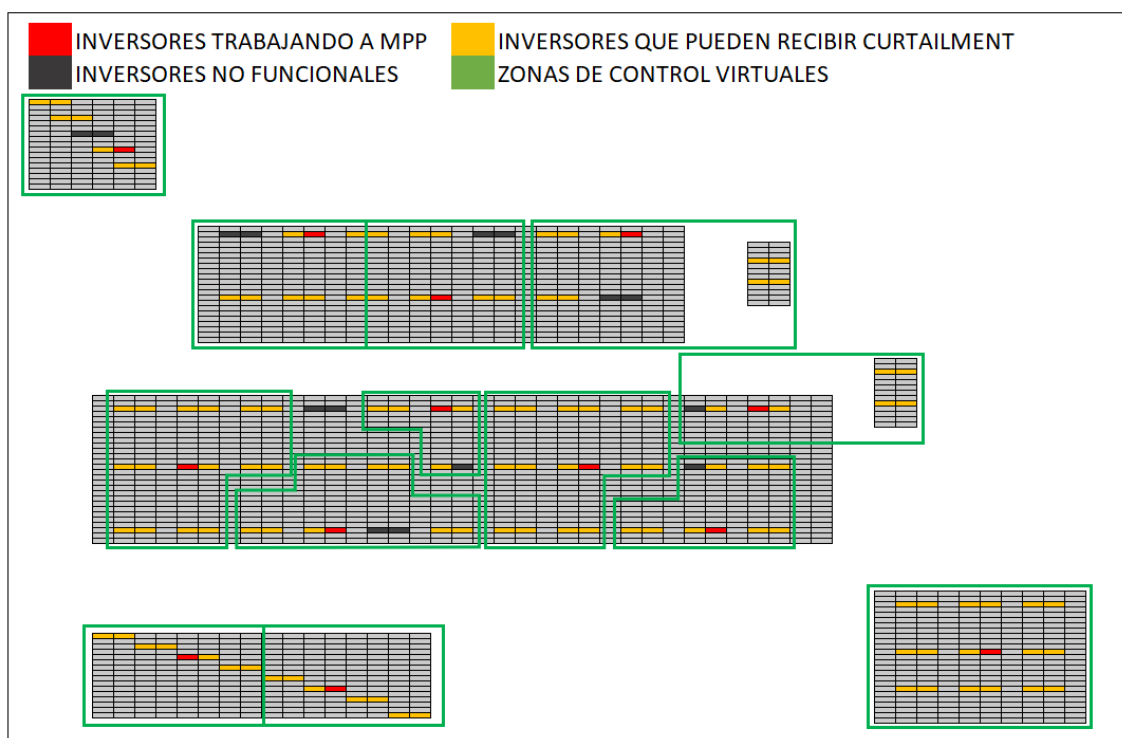 INVERSORES TRABAJANDO A MPP
INVERSORES QUE PUEDEN RECIBIR CURTAILMENT
INVERSORES NO FUNCIONALES
ZONAS DE CONTROL VIRTUALES